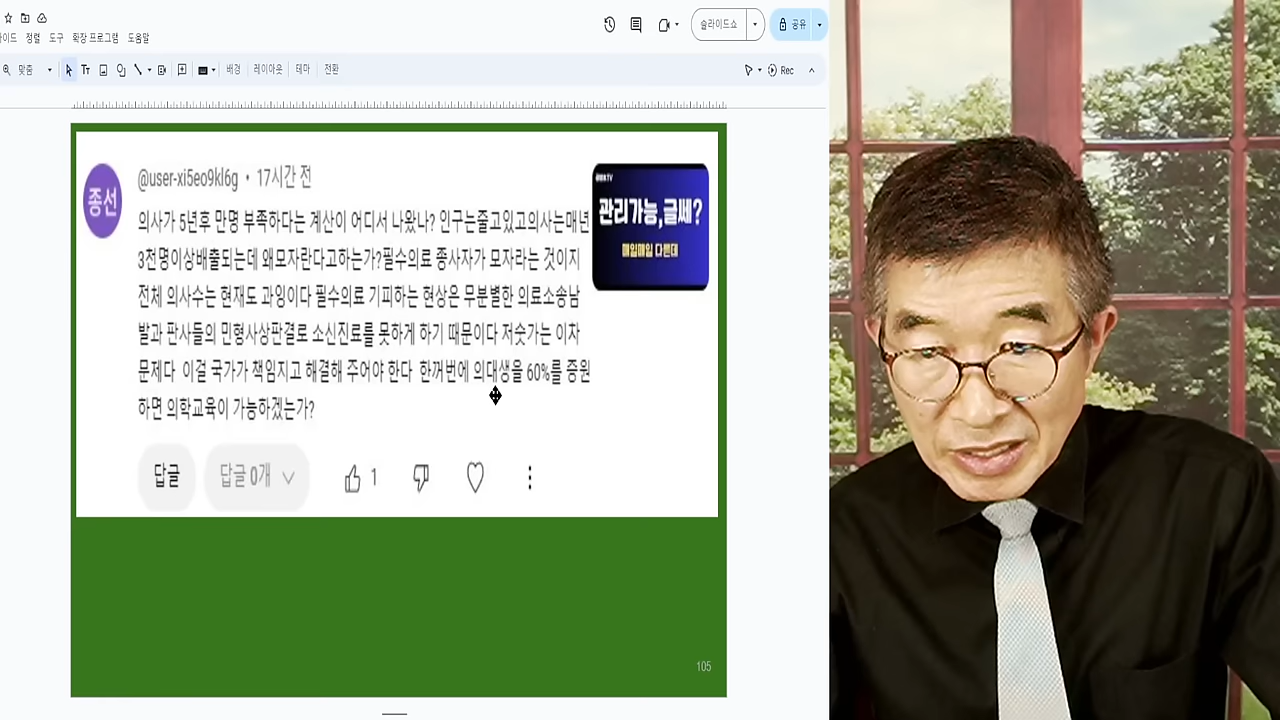 이드 정렬 도구 확장 프로그램 도움말
슬라이드쇼
공유
맞춤
배경 레이아웃 테마 전환
Rec
종선
@user-xi5eo9kl6g • 17시간 전
의사가 5년후 만명 부족하다는 계산이 어디서 나왔나? 인구는줄고있고의사는매년
3천명이상배출되는데 왜모자란다고하는가?필수의료 종사자가 모자라는 것이지
전체 의사수는 현재도 과잉이다 필수의료 기피하는 현상은 무분별한 의료소송남
발과 판사들의 민형사상판결로 소신진료를 못하게 하기 때문이다 저숫가는 이차
문제다 이걸 국가가 책임지고 해결해 주어야 한다 한꺼번에 의대생을 60%를 증원
하면 의학교육이 가능하겠는가?
관리가능,글쎄?
매일매일 다른데
답글
답글 0개
1
105